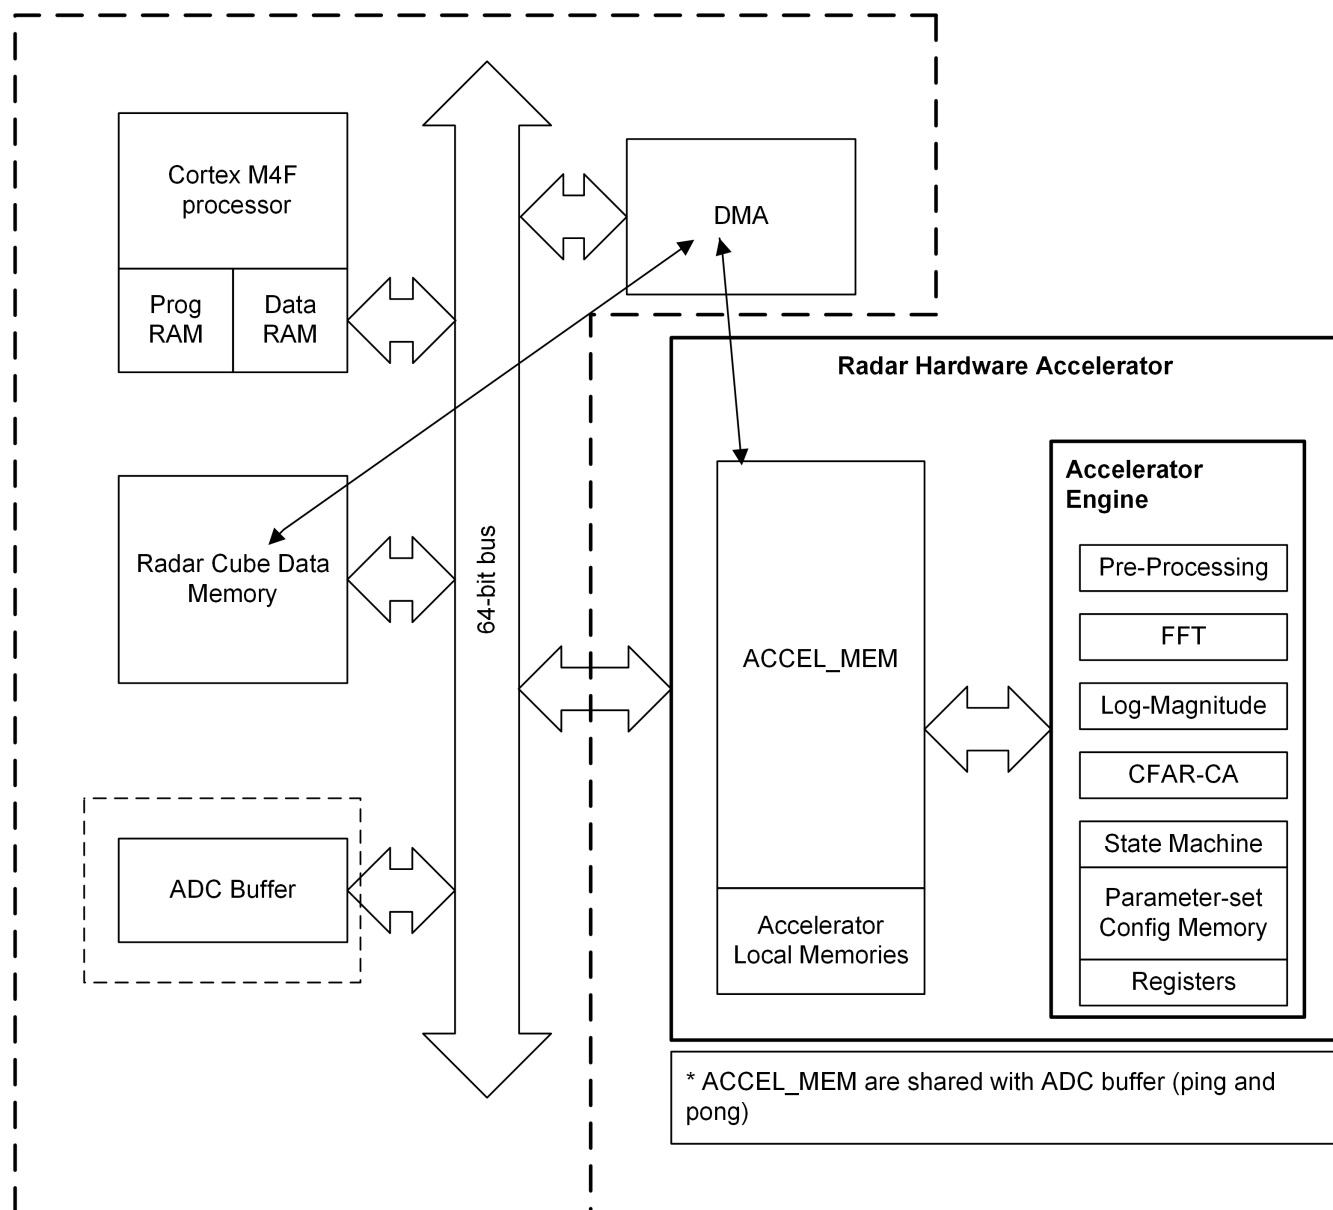 Cortex M4F
processor
Prog
RAM
Data
RAM
DMA
Radar Cube Data
Memory
64-bit bus
ADC Buffer
Radar Hardware Accelerator
ACCEL_MEM
Accelerator
Local Memories
Accelerator
Engine
Pre-Processing
FFT
Log-Magnitude
CFAR-CA
State Machine
Parameter-set
Config Memory
Registers
* ACCEL_MEM are shared with ADC buffer (ping and
pong)